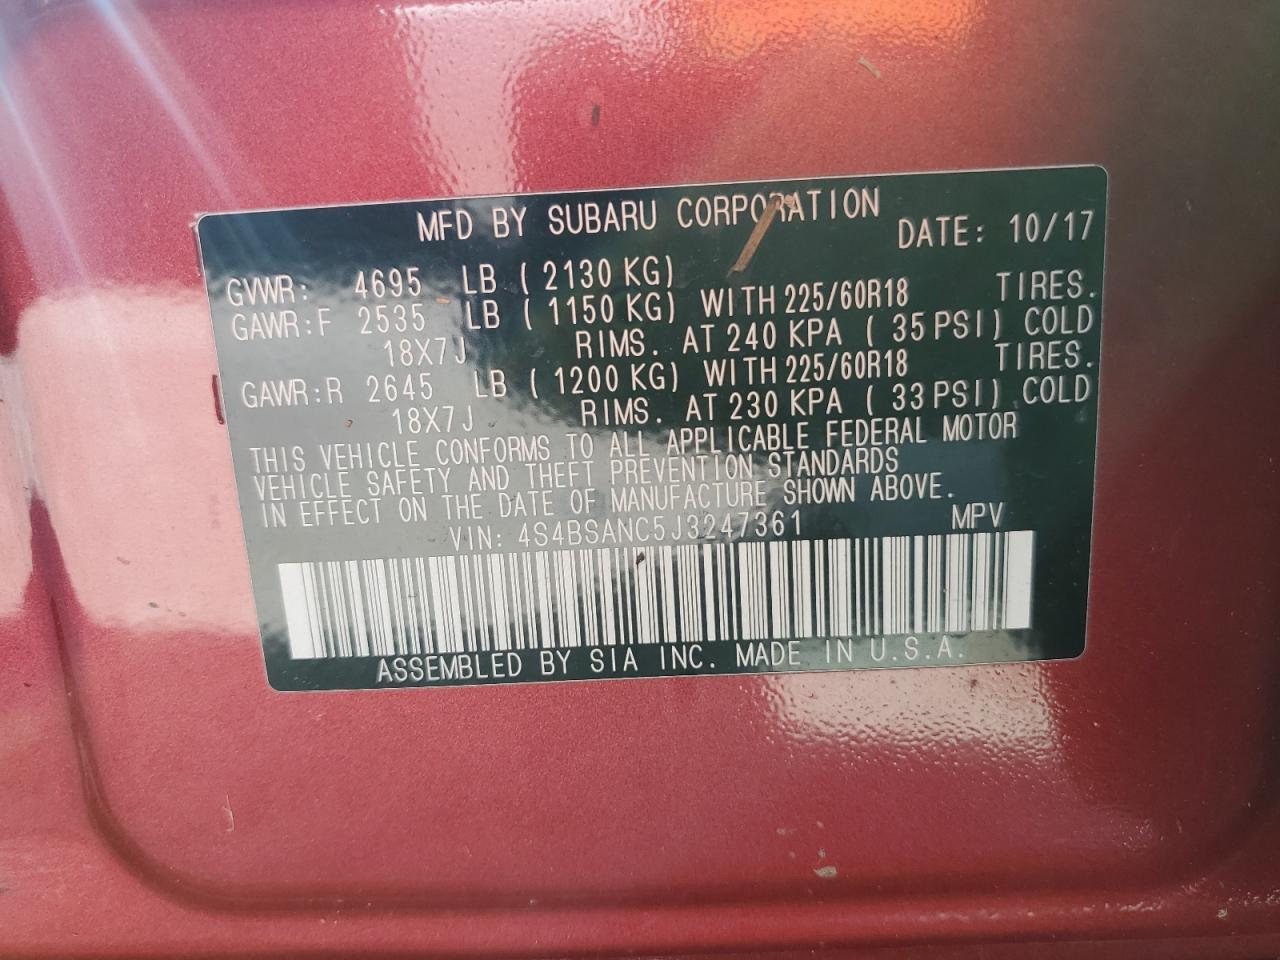 MFD BY SUBARU CORPORATION DATE: 10/17
GVWR: 4695 LB ( 2130 KG)
GAWR:F 2535 LB ( 1150 KG) WITH 225/60R18 TIRES.
18X7J RIMS. AT 240 KPA ( 35 PSI) COLD
GAWR:R 2645 LB ( 1200 KG) WITH 225/60R18 TIRES.
18X7J RIMS. AT 230 KPA ( 33 PSI) COLD
THIS VEHICLE CONFORMS TO ALL APPLICABLE FEDERAL MOTOR
VEHICLE SAFETY AND THEFT PREVENTION STANDARDS
IN EFFECT ON THE DATE OF MANUFACTURE SHOWN ABOVE.
VIN: 4S4BSANC5J3247361 MPV
ASSEMBLED BY SIA INC. MADE IN U.S.A.